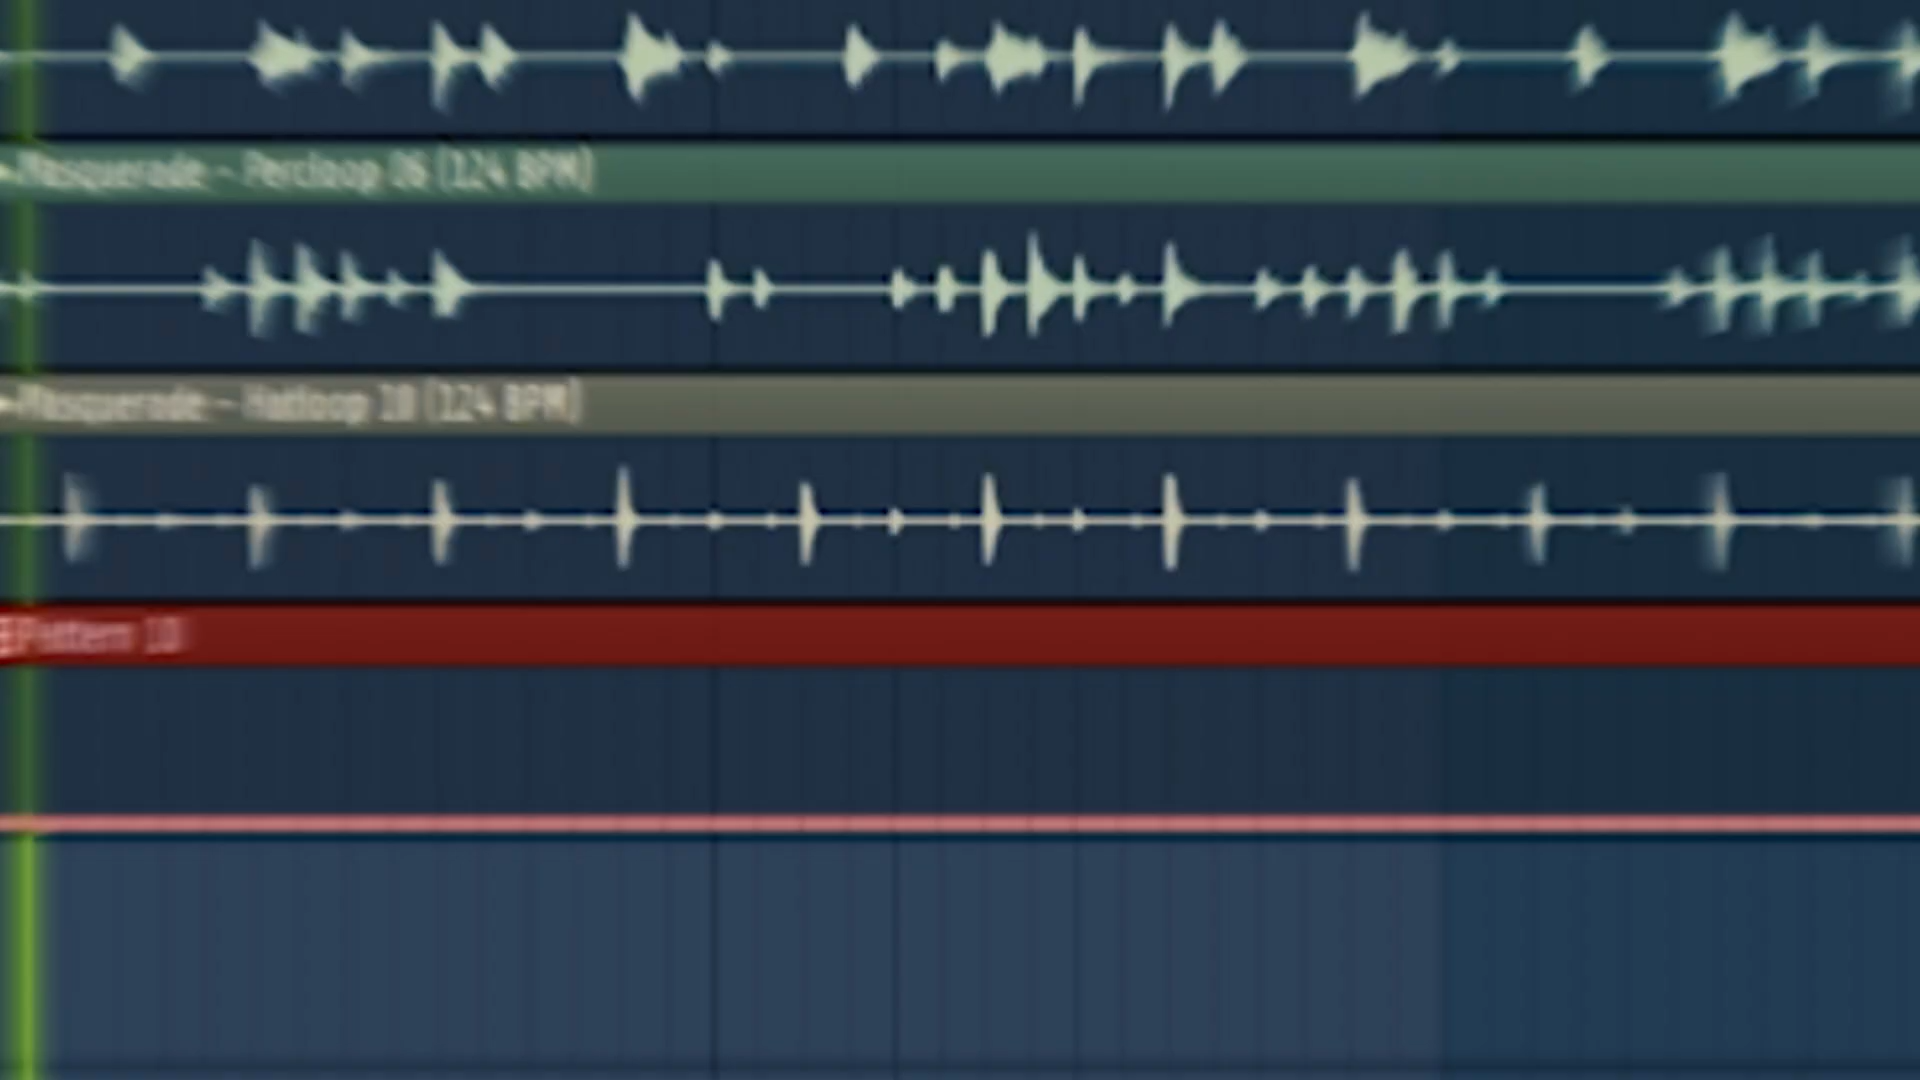 Masquerade - Percloop 06 (124 BPM)
Masquerade - Hatloop 10 (124 BPM)
Pattern 10